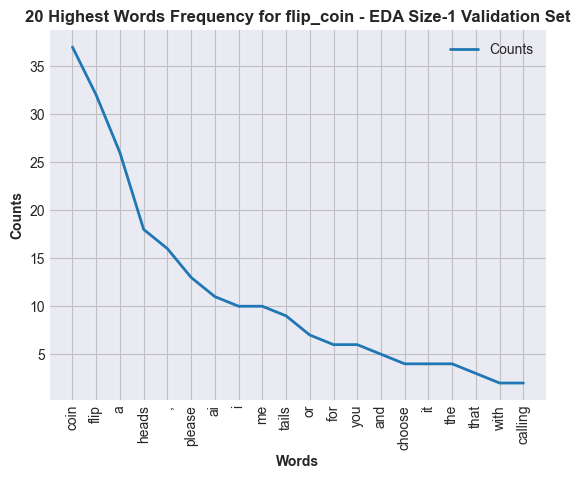 20 Highest Words Frequency for flip_coin - EDA Size-1 Validation Set
Counts
35
30
25
20
15
10
5
Counts
coin
flip
a
heads
,
please
ai
i
me
tails
or
for
you
and
choose
it
the
that
with
calling
Words